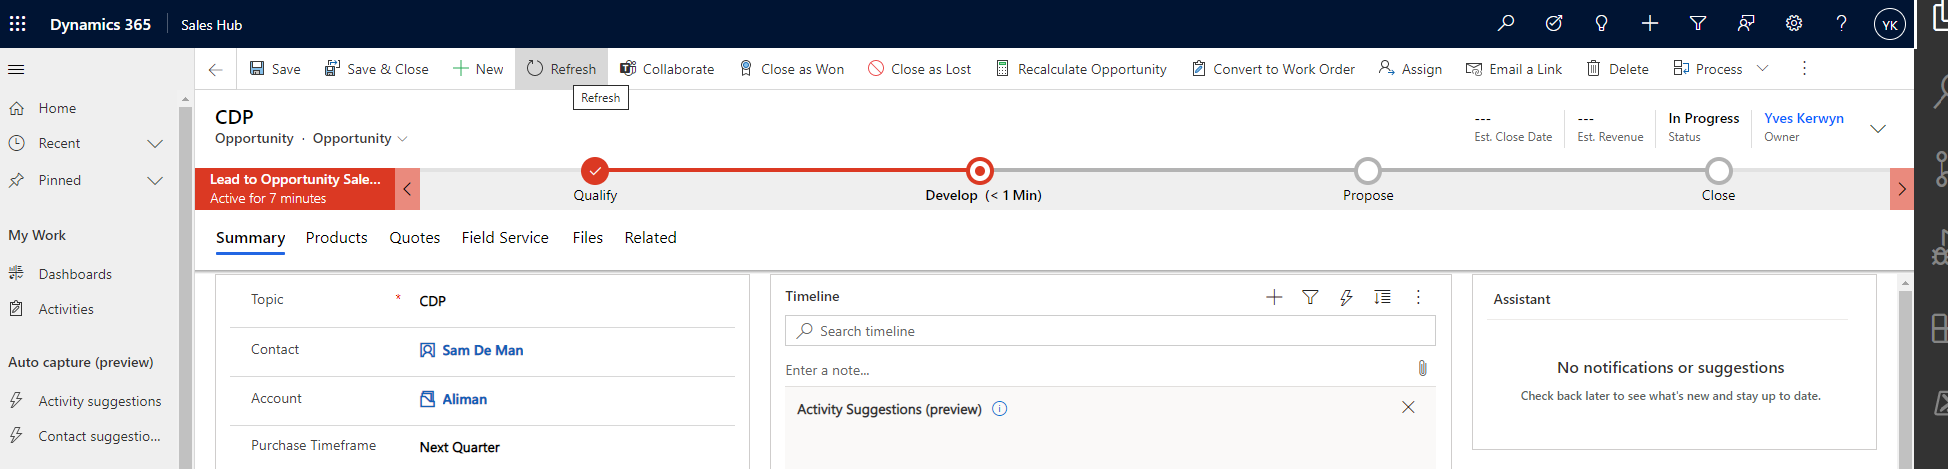 Dynamics 365 Sales Hub YK
Save Save & Close New Refresh Collaborate Close as Won Close as Lost Recalculate Opportunity Convert to Work Order Assign Email a Link Delete Process
Refresh
Home
Recent
Pinned
My Work
Dashboards
Activities
Auto capture (preview)
Activity suggestions
Contact suggestio...
CDP
Opportunity · Opportunity
--- Est. Close Date
--- Est. Revenue
In Progress Status
Yves Kerwyn Owner
Lead to Opportunity Sale...
Active for 7 minutes
Qualify Develop (< 1 Min) Propose Close
Summary Products Quotes Field Service Files Related
Topic * CDP
Contact Sam De Man
Account Aliman
Purchase Timeframe Next Quarter
Timeline
Search timeline
Enter a note...
Activity Suggestions (preview)
Assistant
No notifications or suggestions
Check back later to see what's new and stay up to date.